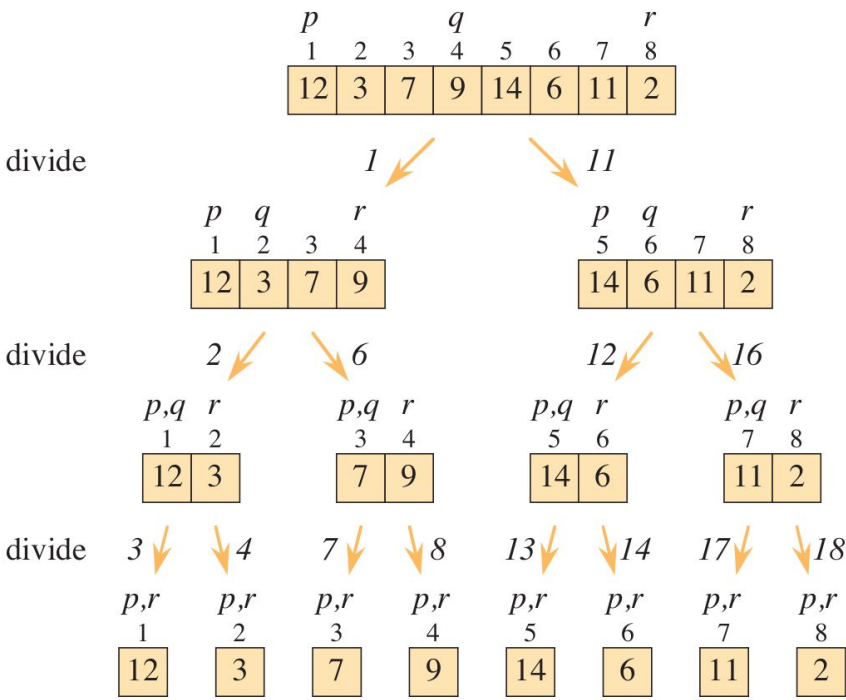 p q r
1 2 3 4 5 6 7 8
12 3 7 9 14 6 11 2
divide 1 11
p q r p q r
1 2 3 4 5 6 7 8
12 3 7 9 14 6 11 2
divide 2 6 12 16
p,q r p,q r p,q r p,q r
1 2 3 4 5 6 7 8
12 3 7 9 14 6 11 2
divide 3 4 7 8 13 14 17 18
p,r p,r p,r p,r p,r p,r p,r p,r
1 2 3 4 5 6 7 8
12 3 7 9 14 6 11 2